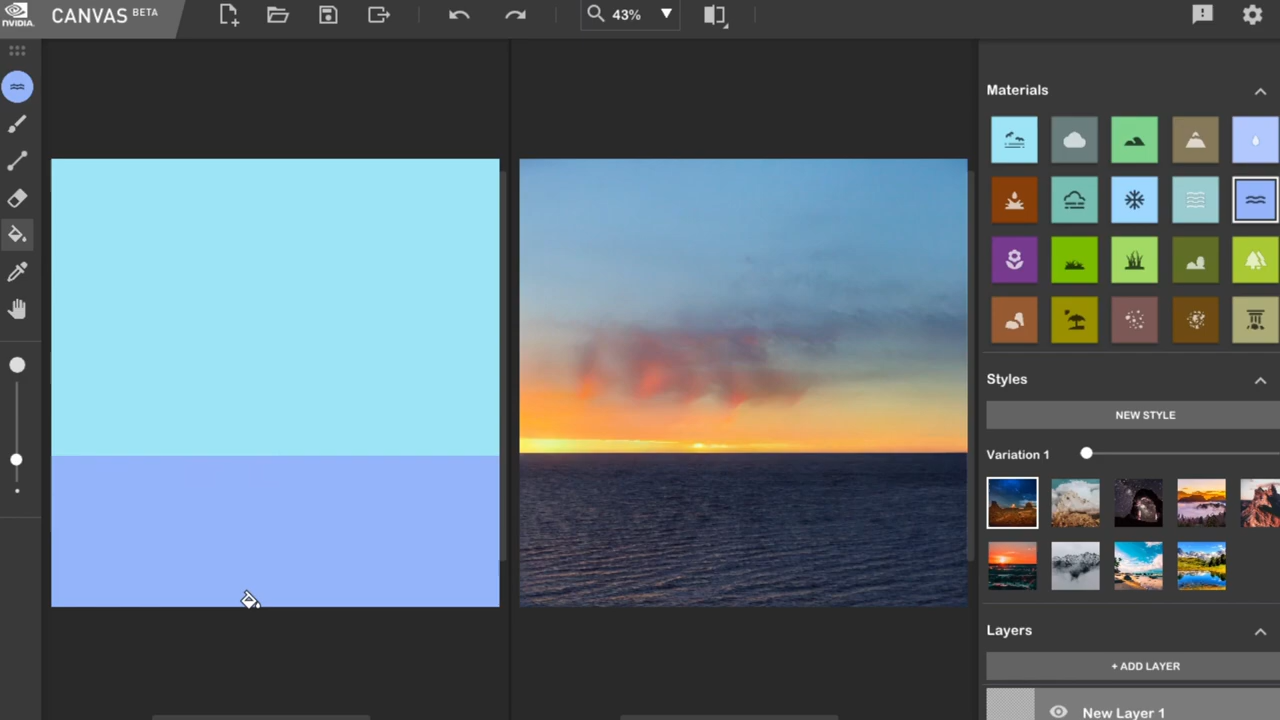 NVIDIA.
CANVAS BETA
43%
Materials
Styles
NEW STYLE
Variation 1
Layers
+ ADD LAYER
New Layer 1